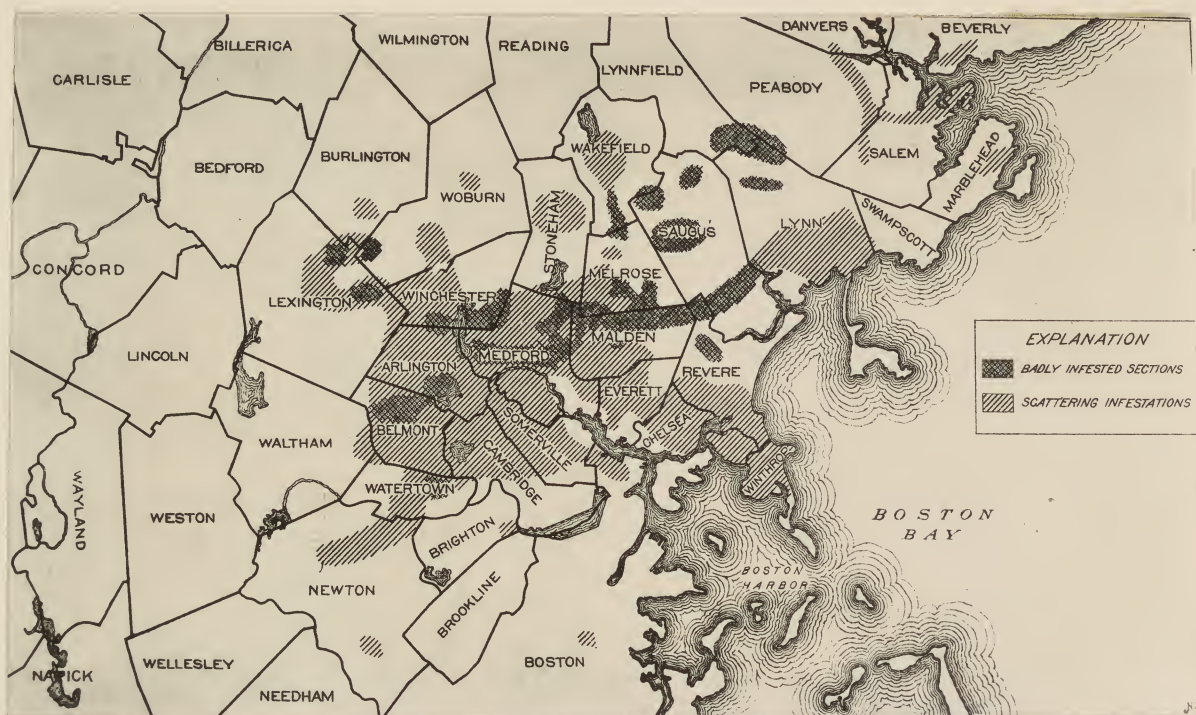 DANVERS
BEVERLY
WILMINGTON
READING
BILLERICA
LYNNFIELD
CARLISLE
PEABODY
WAKEFIELD
SALEM
BURLINGTON
BEDFORD
WOBURN
MARBLEHEAD
STONEHAM
SWAMPSCOTT
LYNN
SAUGUS
CONCORD
MELROSE
LEXINGTON
WINCHESTER
MALDEN
LINCOLN
MEDFORD
ARLINGTON
REVERE
EVERETT
EXPLANATION
BADLY INFESTED SECTIONS
SCATTERING INFESTATIONS
BELMONT
SOMERVILLE
CHELSEA
WALTHAM
CAMBRIDGE
WINTHROP
WATERTOWN
WAYLAND
WESTON
BRIGHTON
BOSTON
BAY
BOSTON
HARBOR
NEWTON
BROOKLINE
WELLESLEY
BOSTON
NEEDHAM